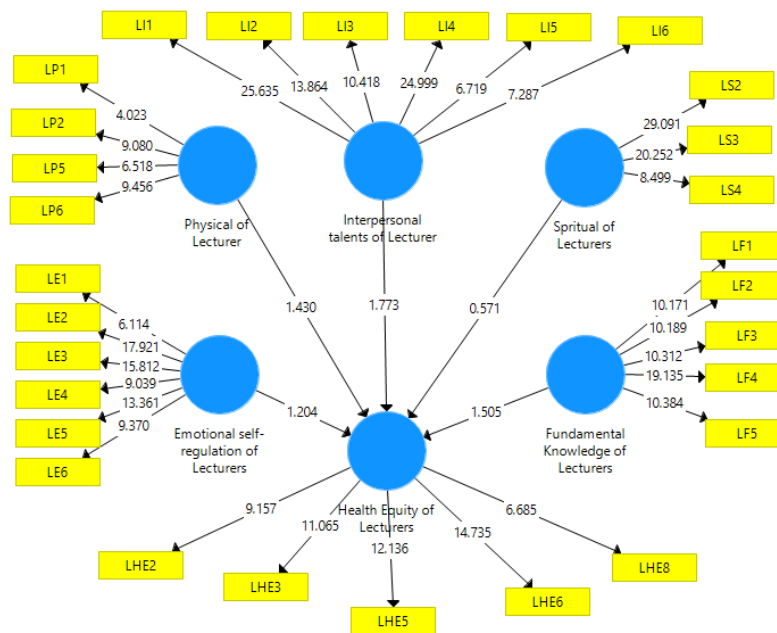 LI1
LI2
LI3
LI4
LI5
LI6
25.635
13.864
10.418
24.999
6.719
7.287
LP1
LP2
LP5
LP6
4.023
9.080
6.518
9.456
Physical of
Lecturer
Interpersonal
talents of Lecturer
LS2
LS3
LS4
29.091
20.252
8.499
Spritual of
Lecturers
1.430
1.773
0.571
LE1
LE2
LE3
LE4
LE5
LE6
6.114
17.921
15.812
9.039
13.361
9.370
Emotional self-
regulation of
Lecturers
1.204
LF1
LF2
LF3
LF4
LF5
10.171
10.189
10.312
19.135
10.384
Fundamental
Knowledge of
Lecturers
1.505
Health Equity of
Lecturers
9.157
11.065
12.136
14.735
6.685
LHE2
LHE3
LHE5
LHE6
LHE8